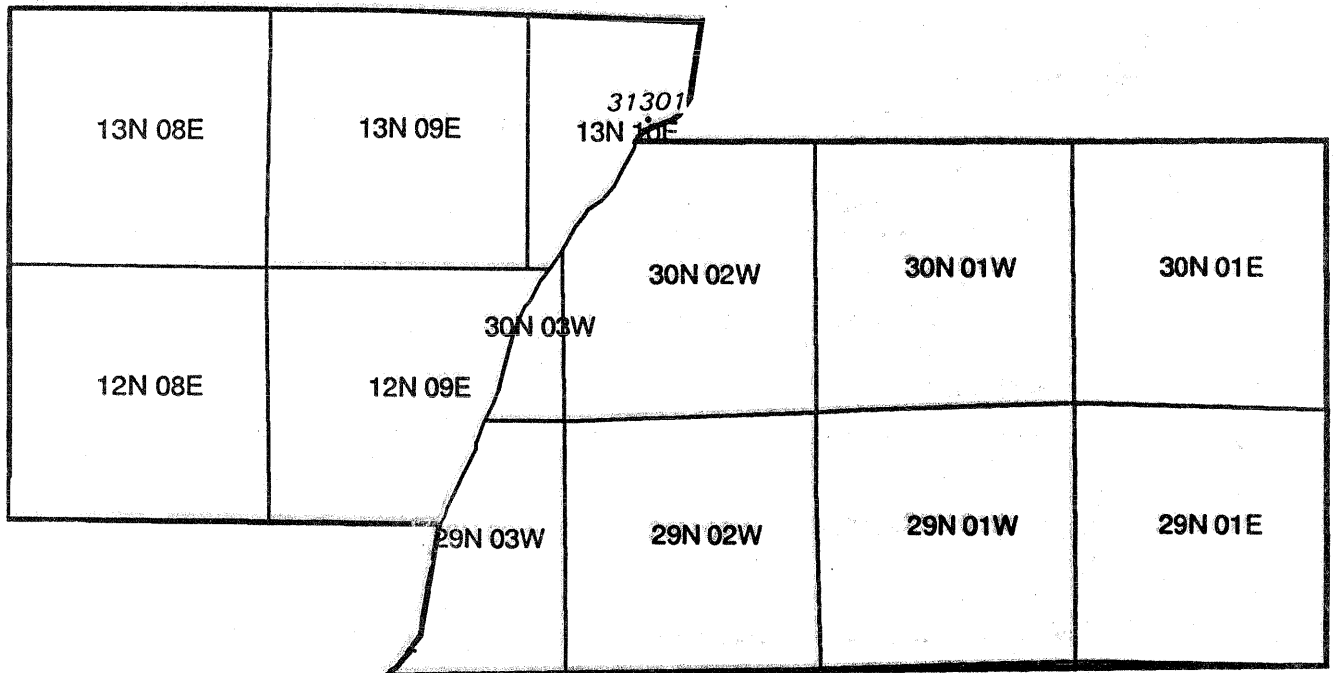 31301
13N 08E
13N 09E
13N 10E
30N 02W
30N 01W
30N 01E
30N 03W
12N 08E
12N 09E
29N 03W
29N 02W
29N 01W
29N 01E